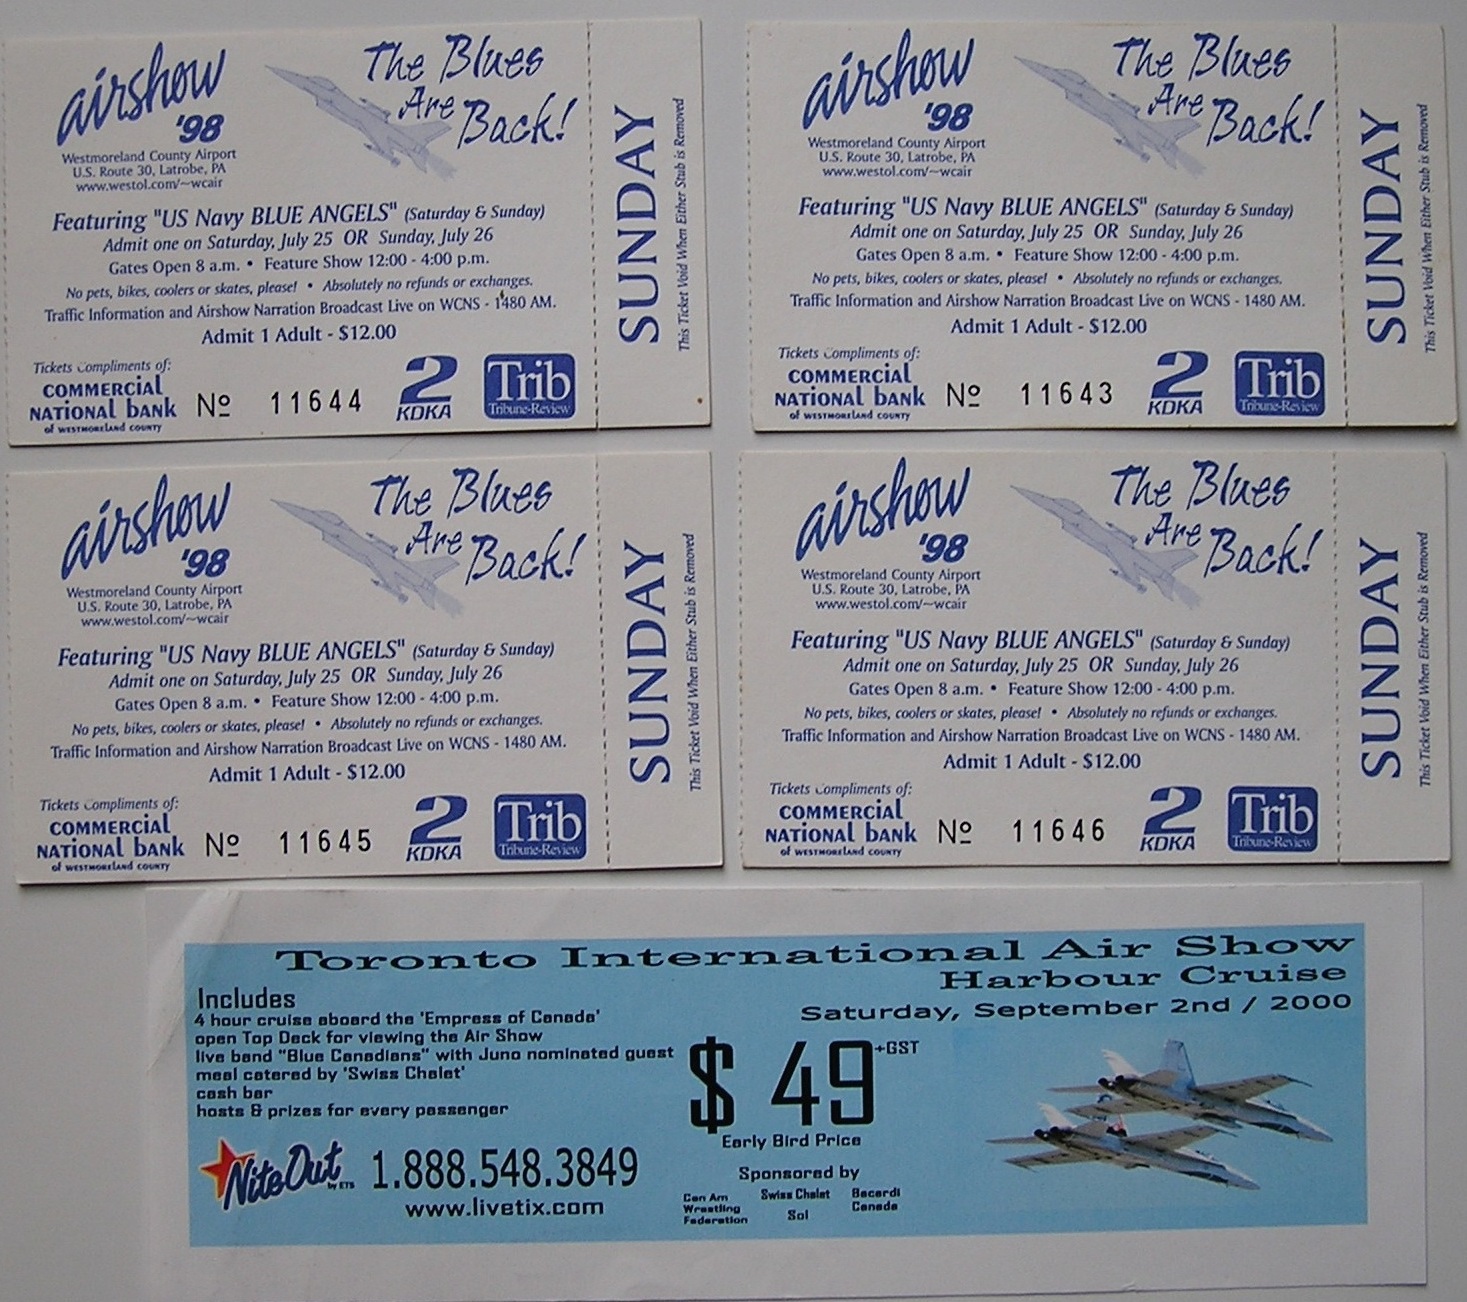 airshow
'98
The Blues
Are
Back!
Westmoreland County Airport
U.S. Route 30, Latrobe, PA
www.westol.com/~wcair
Featuring "US Navy BLUE ANGELS" (Saturday & Sunday)
Admit one on Saturday, July 25 OR Sunday, July 26
Gates Open 8 a.m. • Feature Show 12:00 - 4:00 p.m.
No pets, bikes, coolers or skates, please! • Absolutely no refunds or exchanges.
Traffic Information and Airshow Narration Broadcast Live on WCNS - 1480 AM.
Admit 1 Adult - $12.00
Tickets Compliments of:
COMMERCIAL
NATIONAL bANK
of WESTMORELAND COUNTY
Nº 11644
2
KDKA
Trib
Tribune-Review
SUNDAY
This Ticket Void When Either Stub is Removed
airshow
'98
The Blues
Are
Back!
Westmoreland County Airport
U.S. Route 30, Latrobe, PA
www.westol.com/~wcair
Featuring "US Navy BLUE ANGELS" (Saturday & Sunday)
Admit one on Saturday, July 25 OR Sunday, July 26
Gates Open 8 a.m. • Feature Show 12:00 - 4:00 p.m.
No pets, bikes, coolers or skates, please! • Absolutely no refunds or exchanges.
Traffic Information and Airshow Narration Broadcast Live on WCNS - 1480 AM.
Admit 1 Adult - $12.00
Tickets Compliments of:
COMMERCIAL
NATIONAL bANK
of WESTMORELAND COUNTY
Nº 11643
2
KDKA
Trib
Tribune-Review
SUNDAY
This Ticket Void When Either Stub is Removed
airshow
'98
The Blues
Are
Back!
Westmoreland County Airport
U.S. Route 30, Latrobe, PA
www.westol.com/~wcair
Featuring "US Navy BLUE ANGELS" (Saturday & Sunday)
Admit one on Saturday, July 25 OR Sunday, July 26
Gates Open 8 a.m. • Feature Show 12:00 - 4:00 p.m.
No pets, bikes, coolers or skates, please! • Absolutely no refunds or exchanges.
Traffic Information and Airshow Narration Broadcast Live on WCNS - 1480 AM.
Admit 1 Adult - $12.00
Tickets Compliments of:
COMMERCIAL
NATIONAL bANK
of WESTMORELAND COUNTY
Nº 11645
2
KDKA
Trib
Tribune-Review
SUNDAY
This Ticket Void When Either Stub is Removed
airshow
'98
The Blues
Are
Back!
Westmoreland County Airport
U.S. Route 30, Latrobe, PA
www.westol.com/~wcair
Featuring "US Navy BLUE ANGELS" (Saturday & Sunday)
Admit one on Saturday, July 25 OR Sunday, July 26
Gates Open 8 a.m. • Feature Show 12:00 - 4:00 p.m.
No pets, bikes, coolers or skates, please! • Absolutely no refunds or exchanges.
Traffic Information and Airshow Narration Broadcast Live on WCNS - 1480 AM.
Admit 1 Adult - $12.00
Tickets Compliments of:
COMMERCIAL
NATIONAL bANK
of WESTMORELAND COUNTY
Nº 11646
2
KDKA
Trib
Tribune-Review
SUNDAY
This Ticket Void When Either Stub is Removed
Toronto International Air Show
Harbour Cruise
Saturday, September 2nd / 2000
Includes
4 hour cruise aboard the 'Empress of Canada'
open Top Deck for viewing the Air Show
live band "Blue Canadians" with Juno nominated guest
meal catered by 'Swiss Chalet'
cash bar
hosts & prizes for every passenger
$ 49 +GST
Early Bird Price
NiteOut
by ETS
1.888.548.3849
www.livetix.com
Sponsored by
Can Am
Wrestling
Federation
Swiss Chalet
Sol
Bacardi
Canada